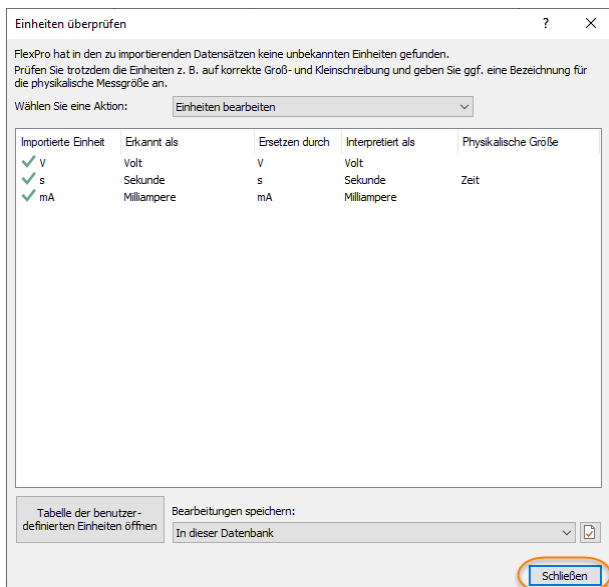 Einheiten überprüfen
FlexPro hat in den zu importierenden Datensätzen keine unbekannten Einheiten gefunden.
Prüfen Sie trotzdem die Einheiten z. B. auf korrekte Groß- und Kleinschreibung und geben Sie ggf. eine Bezeichnung für
die physikalische Messgröße an.
Wählen Sie eine Aktion: Einheiten bearbeiten
Importierte Einheit Erkannt als Ersetzen durch Interpretiert als Physikalische Größe
V Volt V Volt
s Sekunde s Sekunde Zeit
mA Milliampere mA Milliampere
Tabelle der benutzer-
definierten Einheiten öffnen
Bearbeitungen speichern:
In dieser Datenbank
Schließen